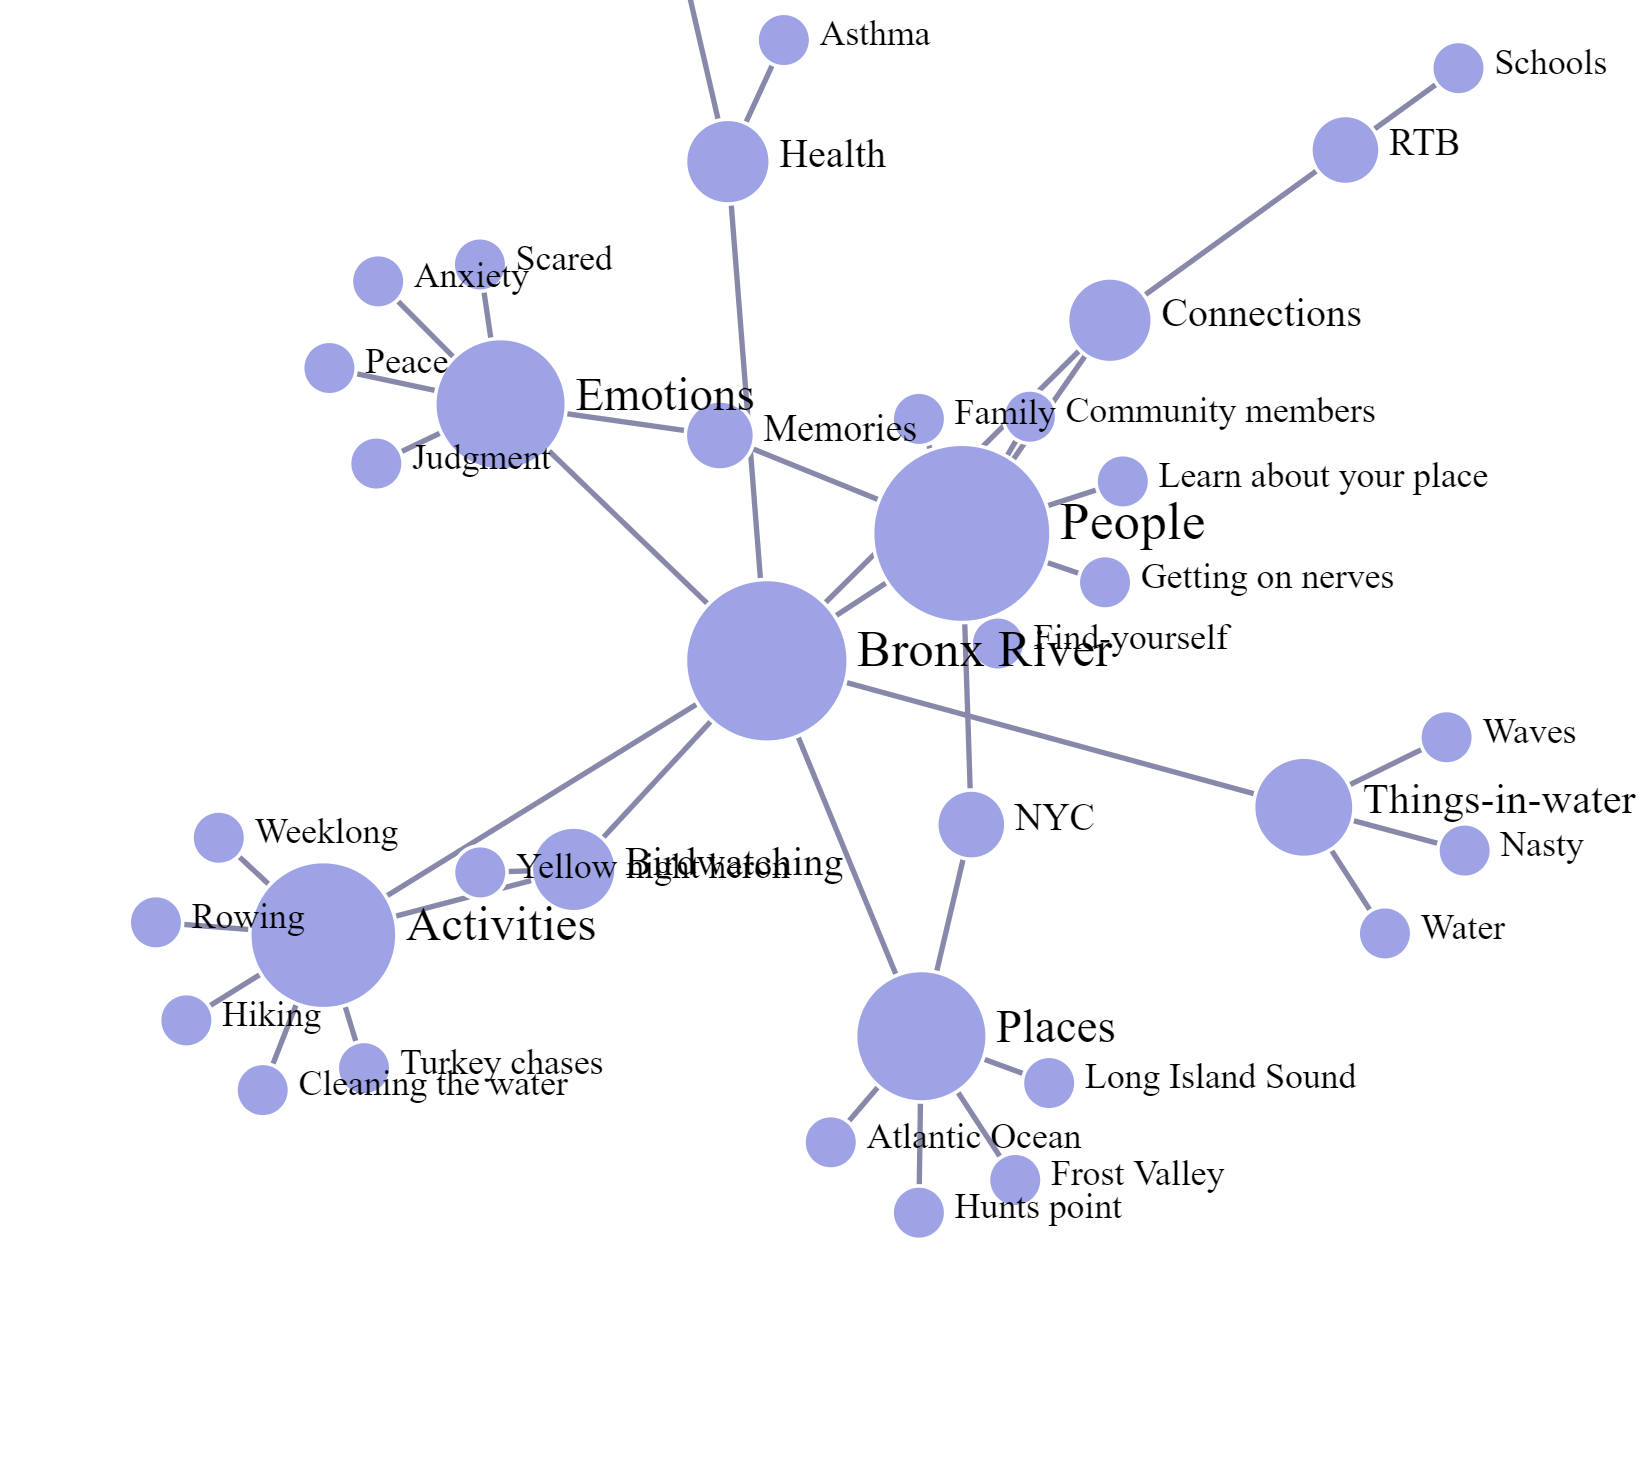 Asthma
Schools
RTB
Health
Scared
Anxiety
Connections
Peace
Emotions
Family
Community members
Memories
Judgment
Learn about your place
People
Getting on nerves
Find-yourself
Bronx River
Waves
Things-in-water
NYC
Weeklong
Nasty
Birdwatching
Yellow night heron
Rowing
Activities
Water
Hiking
Places
Turkey chases
Long Island Sound
Cleaning the water
Atlantic Ocean
Frost Valley
Hunts point